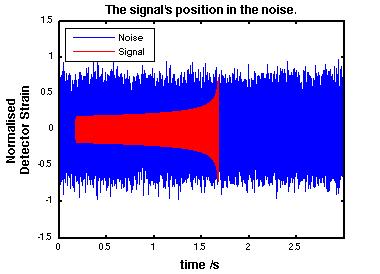 The signal's position in the noise.
Noise
Signal
Normalised
Detector Strain
1.5
1
0.5
0
-0.5
-1
-1.5
0
0.5
1
1.5
2
2.5
time /s